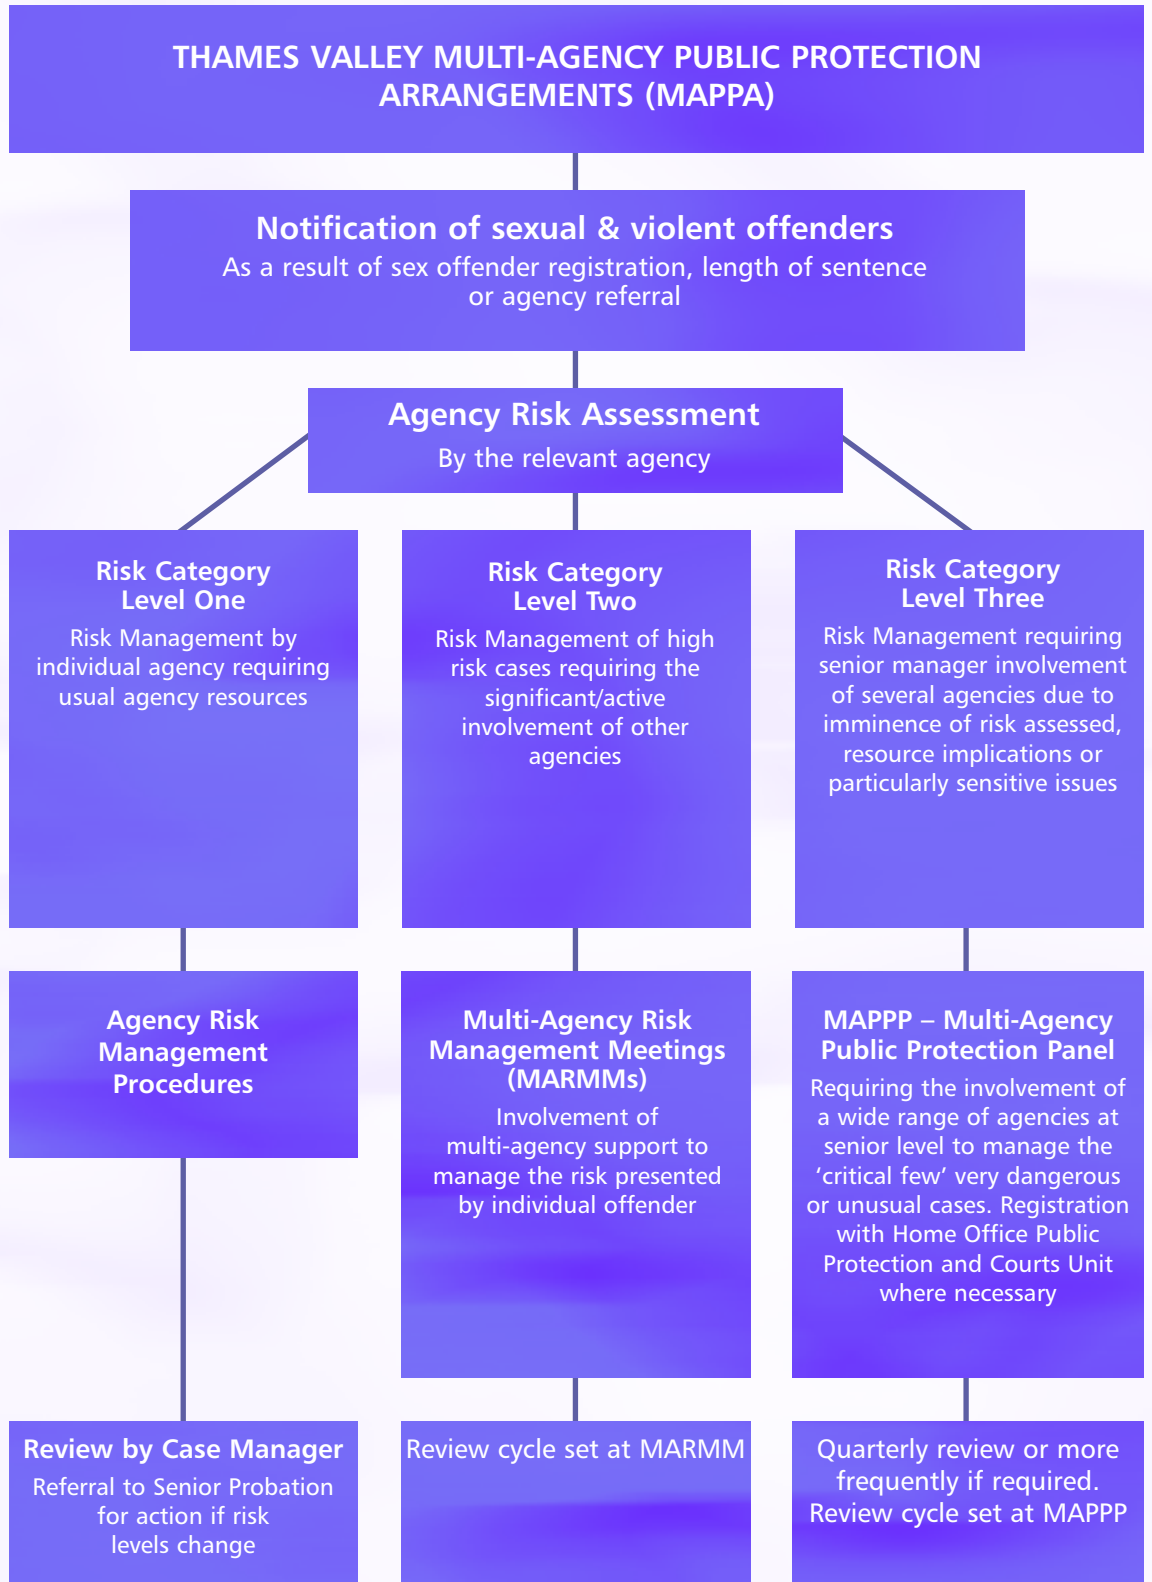 THAMES VALLEY MULTI-AGENCY PUBLIC PROTECTION
ARRANGEMENTS (MAPPA)
Notification of sexual & violent offenders
As a result of sex offender registration, length of sentence
or agency referral
Agency Risk Assessment
By the relevant agency
Risk Category
Level One
Risk Management by
individual agency requiring
usual agency resources
Risk Category
Level Two
Risk Management of high
risk cases requiring the
significant/active
involvement of other
agencies
Risk Category
Level Three
Risk Management requiring
senior manager involvement
of several agencies due to
imminence of risk assessed,
resource implications or
particularly sensitive issues
Agency Risk
Management
Procedures
Multi-Agency Risk
Management Meetings
(MARMMs)
Involvement of
multi-agency support to
manage the risk presented
by individual offender
MAPPP – Multi-Agency
Public Protection Panel
Requiring the involvement of
a wide range of agencies at
senior level to manage the
‘critical few’ very dangerous
or unusual cases. Registration
with Home Office Public
Protection and Courts Unit
where necessary
Review by Case Manager
Referral to Senior Probation
for action if risk
levels change
Review cycle set at MARMM
Quarterly review or more
frequently if required.
Review cycle set at MAPPP